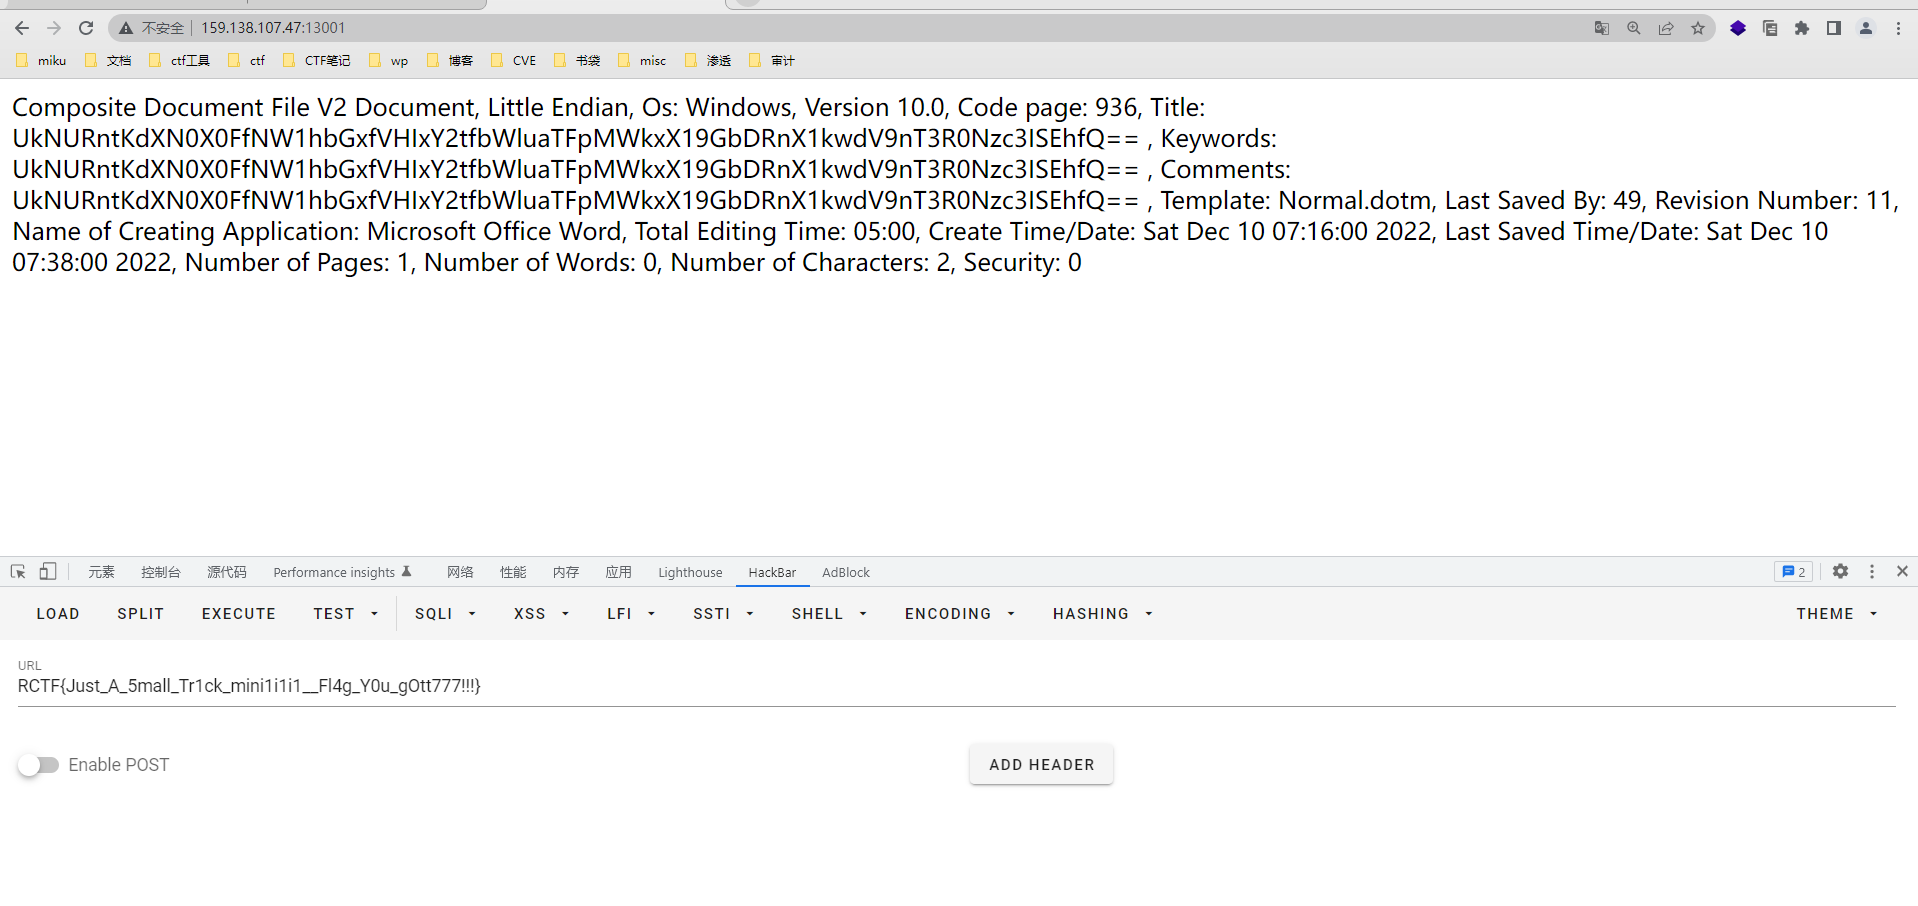 不安全 159.138.107.47:13001
miku 文档 ctf工具 ctf CTF笔记 wp 博客 CVE 书袋 misc 渗透 审计
Composite Document File V2 Document, Little Endian, Os: Windows, Version 10.0, Code page: 936, Title:
UkNURntKdXN0X0FfNW1hbGxfVHIxY2tfbWluaTFpMWkxX19GbDRnX1kwdV9nT3R0Nzc3ISEhfQ== , Keywords:
UkNURntKdXN0X0FfNW1hbGxfVHIxY2tfbWluaTFpMWkxX19GbDRnX1kwdV9nT3R0Nzc3ISEhfQ== , Comments:
UkNURntKdXN0X0FfNW1hbGxfVHIxY2tfbWluaTFpMWkxX19GbDRnX1kwdV9nT3R0Nzc3ISEhfQ== , Template: Normal.dotm, Last Saved By: 49, Revision Number: 11,
Name of Creating Application: Microsoft Office Word, Total Editing Time: 05:00, Create Time/Date: Sat Dec 10 07:16:00 2022, Last Saved Time/Date: Sat Dec 10
07:38:00 2022, Number of Pages: 1, Number of Words: 0, Number of Characters: 2, Security: 0
元素 控制台 源代码 Performance insights 网络 性能 内存 应用 Lighthouse HackBar AdBlock 2
LOAD SPLIT EXECUTE TEST SQLI XSS LFI SSTI SHELL ENCODING HASHING THEME
URL
RCTF{Just_A_5mall_Tr1ck_mini1i1i1__Fl4g_Y0u_gOtt777!!!}
Enable POST ADD HEADER